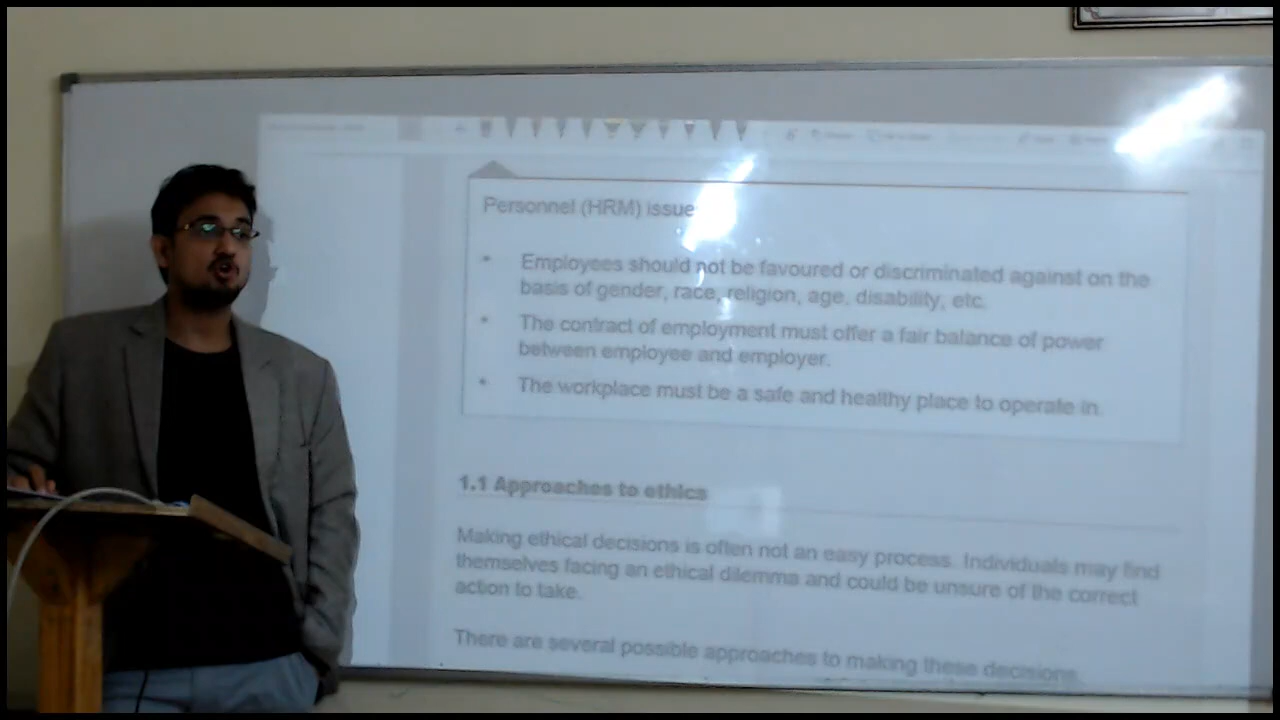 Personnel (HRM) issue
• Employees should not be favoured or discriminated against on the
basis of gender, race, religion, age, disability, etc.
• The contract of employment must offer a fair balance of power
between employee and employer.
• The workplace must be a safe and healthy place to operate in.
1.1 Approaches to ethics
Making ethical decisions is often not an easy process. Individuals may find
themselves facing an ethical dilemma and could be unsure of the correct
action to take.
There are several possible approaches to making these decisions.